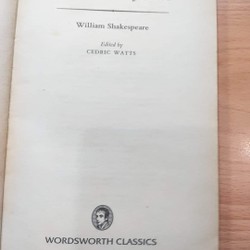 William Shakespeare
Edited by
CEDRIC WATTS
WORDSWORTH CLASSICS